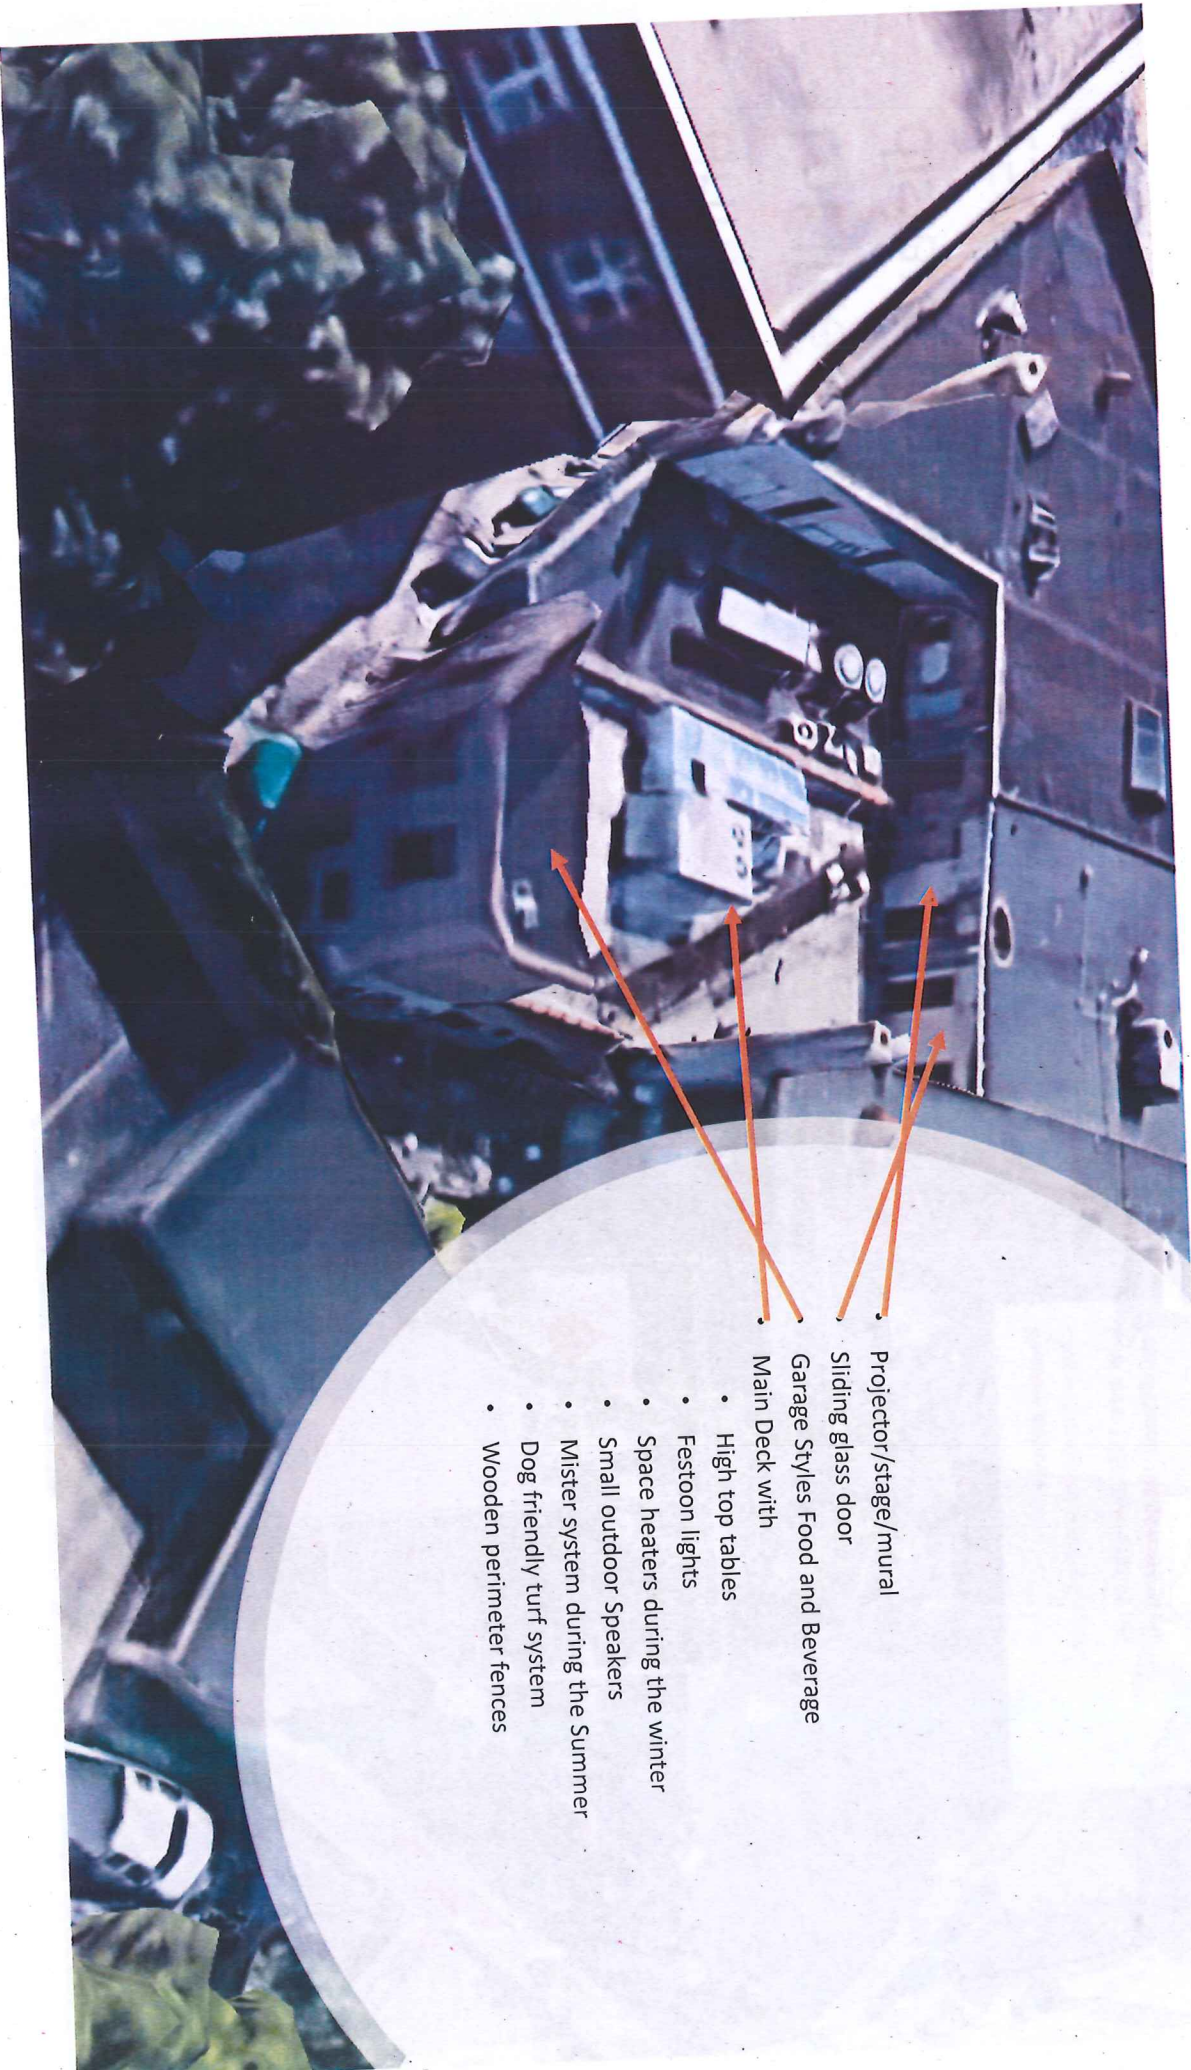 • Projector/stage/mural
• Sliding glass door
• Garage Styles Food and Beverage
• Main Deck with
• High top tables
• Festoon lights
• Space heaters during the winter
• Small outdoor Speakers
• Mister system during the Summer
• Dog friendly turf system
• Wooden perimeter fences